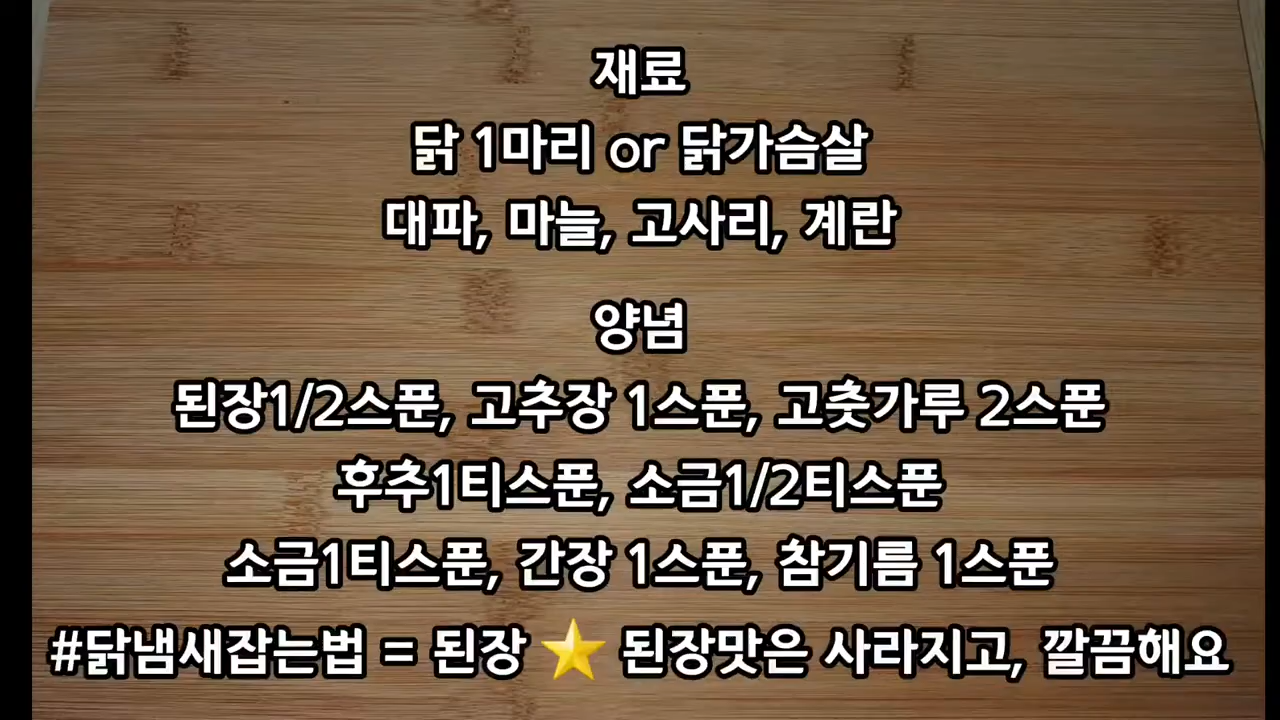 재료
닭 1마리 or 닭가슴살
대파, 마늘, 고사리, 계란
양념
된장1/2스푼, 고추장 1스푼, 고춧가루 2스푼
후추1티스푼, 소금1/2티스푼
소금1티스푼, 간장 1스푼, 참기름 1스푼
#닭냄새잡는법 = 된장 ⭐ 된장맛은 사라지고, 깔끔해요